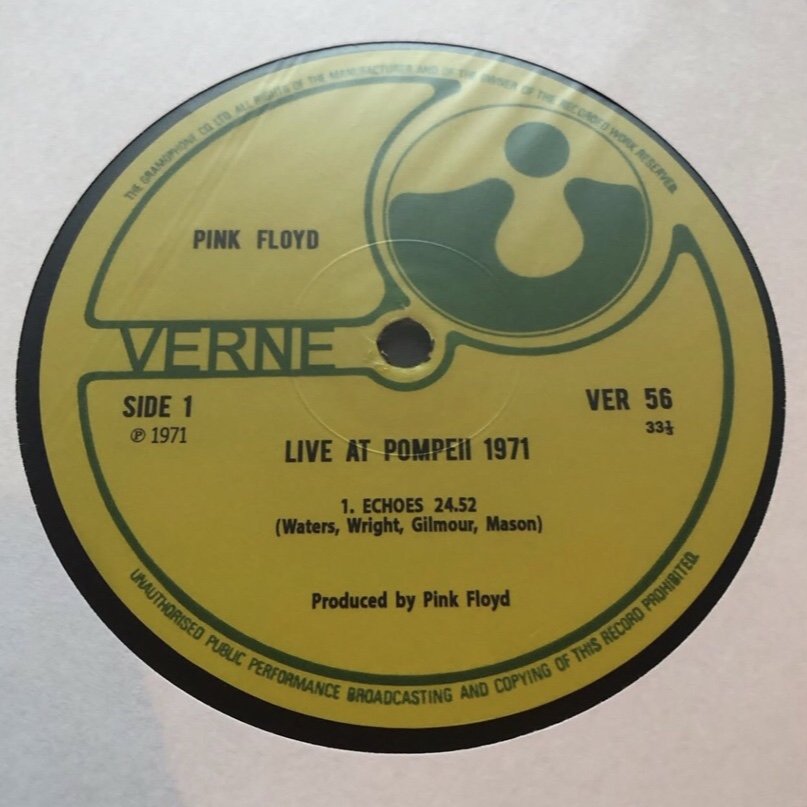 THE GRAMOPHONE CO LTD. ALL RIGHTS OF THE MANUFACTURER AND OF THE OWNER OF THE RECORDED WORK RESERVED.
PINK FLOYD
VERNE
SIDE 1
℗ 1971
VER 56
33⅓
LIVE AT POMPEII 1971
1. ECHOES 24.52
(Waters, Wright, Gilmour, Mason)
Produced by Pink Floyd
UNAUTHORISED PUBLIC PERFORMANCE BROADCASTING AND COPYING OF THIS RECORD PROHIBITED.